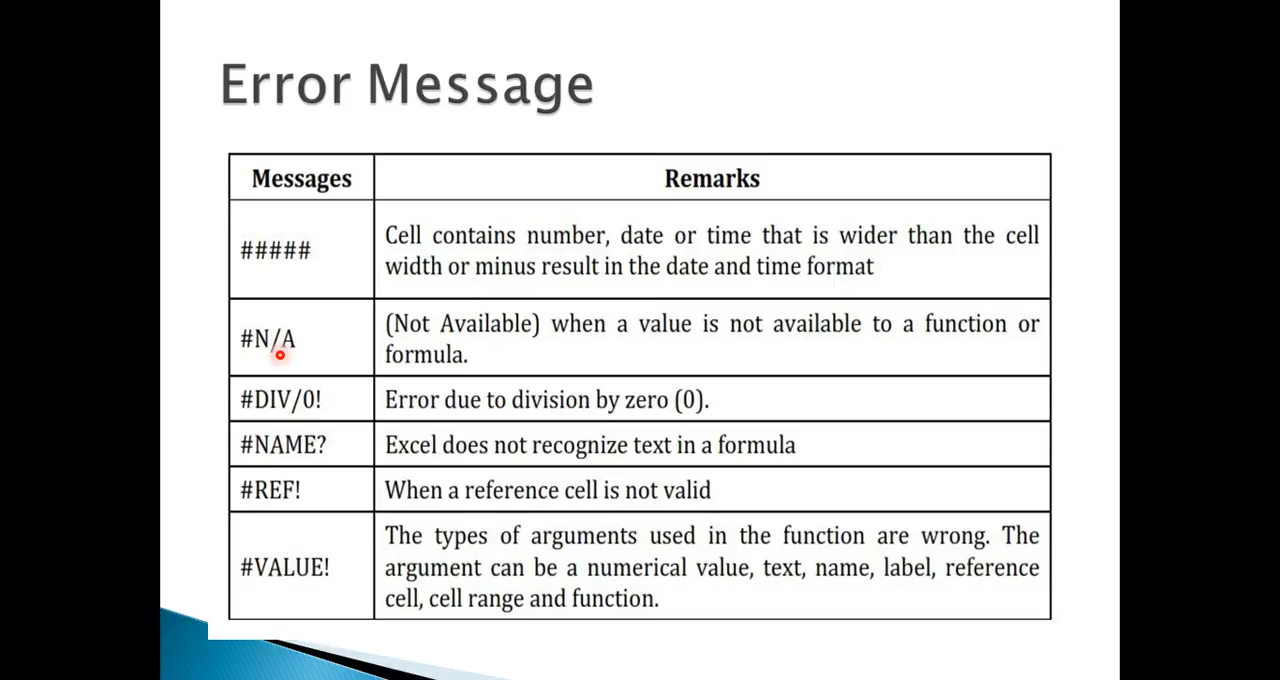 Error Message
Messages
Remarks
#####
Cell contains number, date or time that is wider than the cell
width or minus result in the date and time format
#N/A
(Not Available) when a value is not available to a function or
formula.
#DIV/0!
Error due to division by zero (0).
#NAME?
Excel does not recognize text in a formula
#REF!
When a reference cell is not valid
#VALUE!
The types of arguments used in the function are wrong. The
argument can be a numerical value, text, name, label, reference
cell, cell range and function.